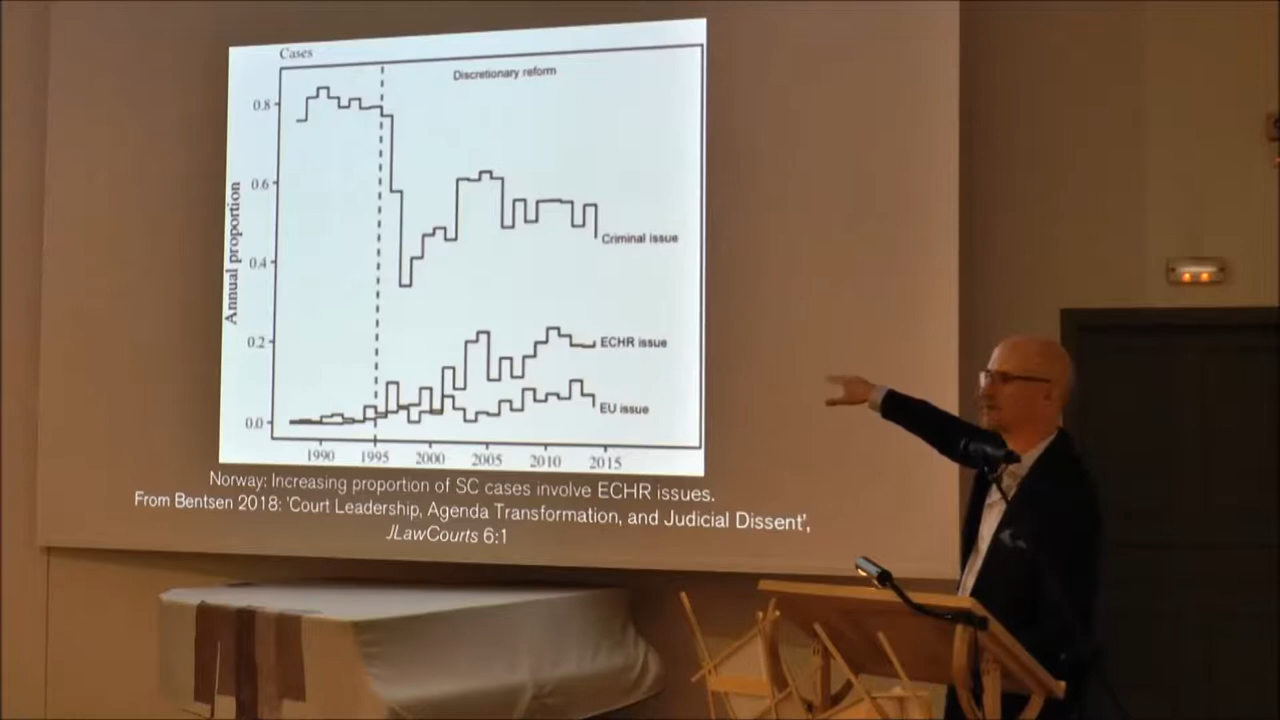 Cases
Discretionary reform
0.8
0.6
0.4
0.2
0.0
Annual proportion
Criminal issue
ECHR issue
EU issue
1990 1995 2000 2005 2010 2015
Norway: Increasing proportion of SC cases involve ECHR issues.
From Bentsen 2018: 'Court Leadership, Agenda Transformation, and Judicial Dissent',
JLawCourts 6:1